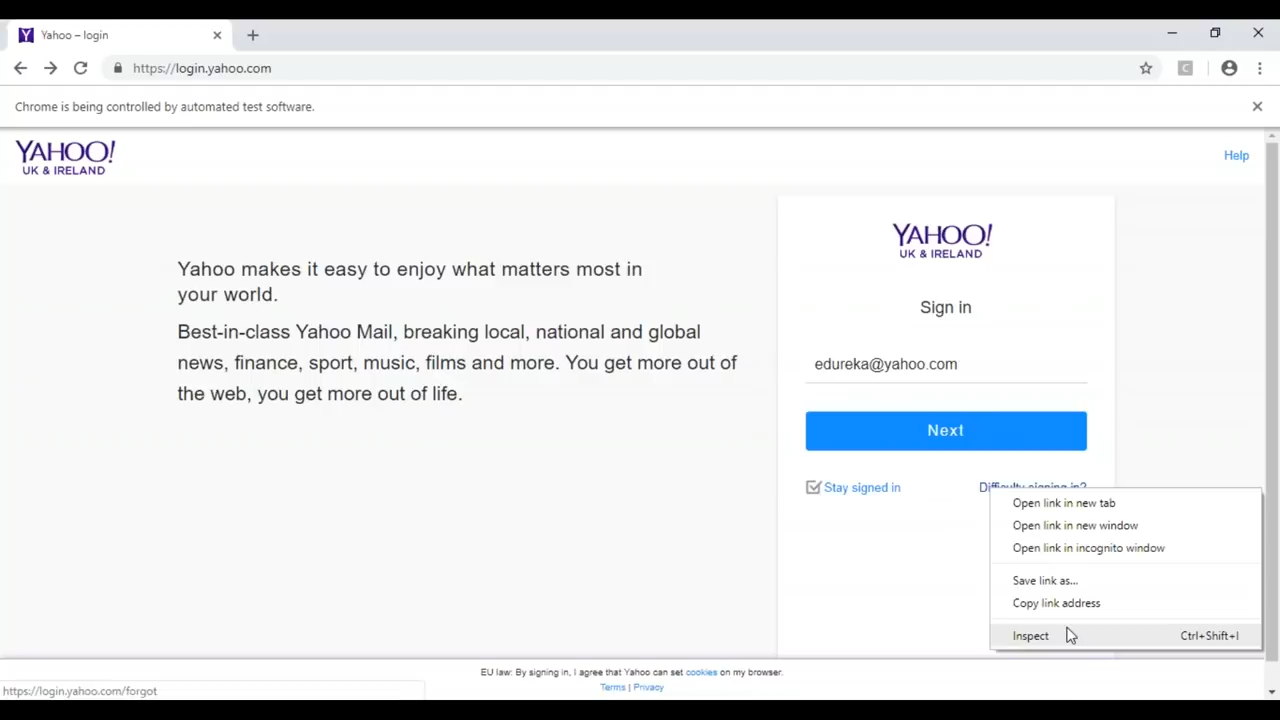 Yahoo – login
https://login.yahoo.com
Chrome is being controlled by automated test software.
YAHOO!
UK & IRELAND
Help
Yahoo makes it easy to enjoy what matters most in
your world.
Best-in-class Yahoo Mail, breaking local, national and global
news, finance, sport, music, films and more. You get more out of
the web, you get more out of life.
YAHOO!
UK & IRELAND
Sign in
edureka@yahoo.com
Next
Stay signed in
Difficulty signing in?
Open link in new tab
Open link in new window
Open link in incognito window
Save link as...
Copy link address
Inspect Ctrl+Shift+I
EU law: By signing in, I agree that Yahoo can set cookies on my browser.
Terms | Privacy
https://login.yahoo.com/forgot